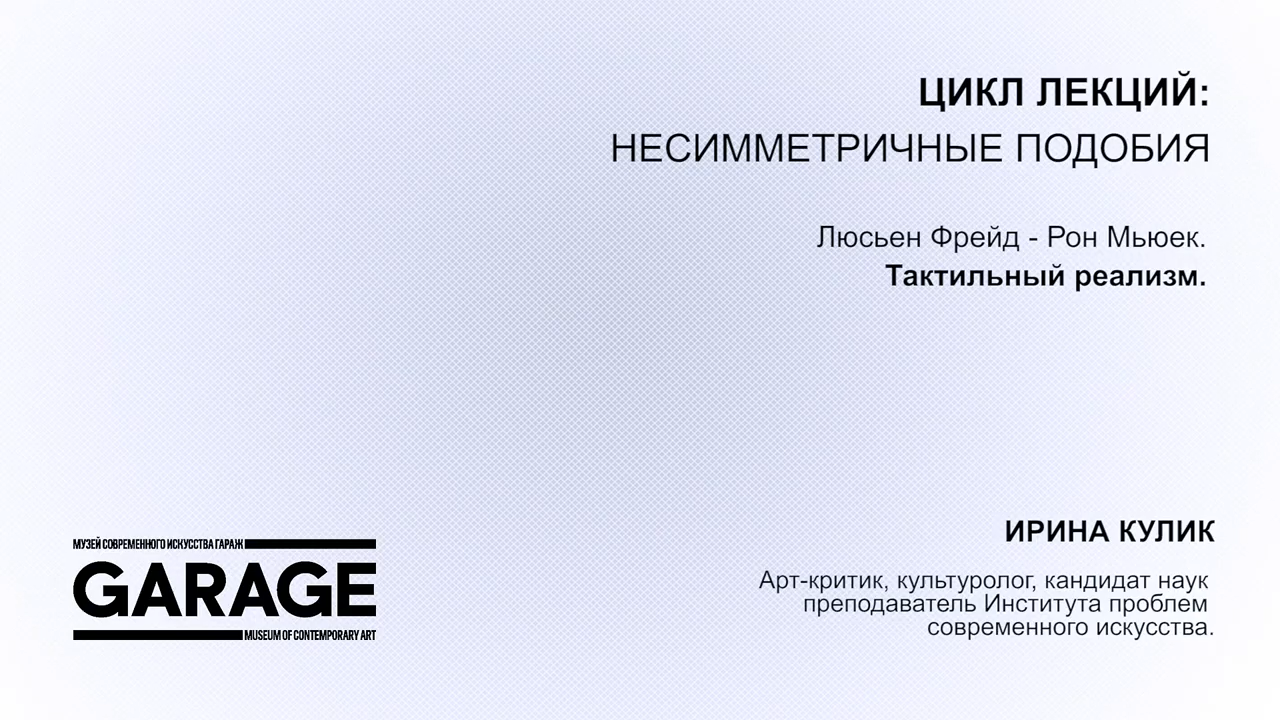 ЦИКЛ ЛЕКЦИЙ:
НЕСИММЕТРИЧНЫЕ ПОДОБИЯ
Люсьен Фрейд - Рон Мьюек.
Тактильный реализм.
ИРИНА КУЛИК
Арт-критик, культуролог, кандидат наук
преподаватель Института проблем
современного искусства.
МУЗЕЙ СОВРЕМЕННОГО ИСКУССТВА ГАРАЖ
GARAGE
MUSEUM OF CONTEMPORARY ART